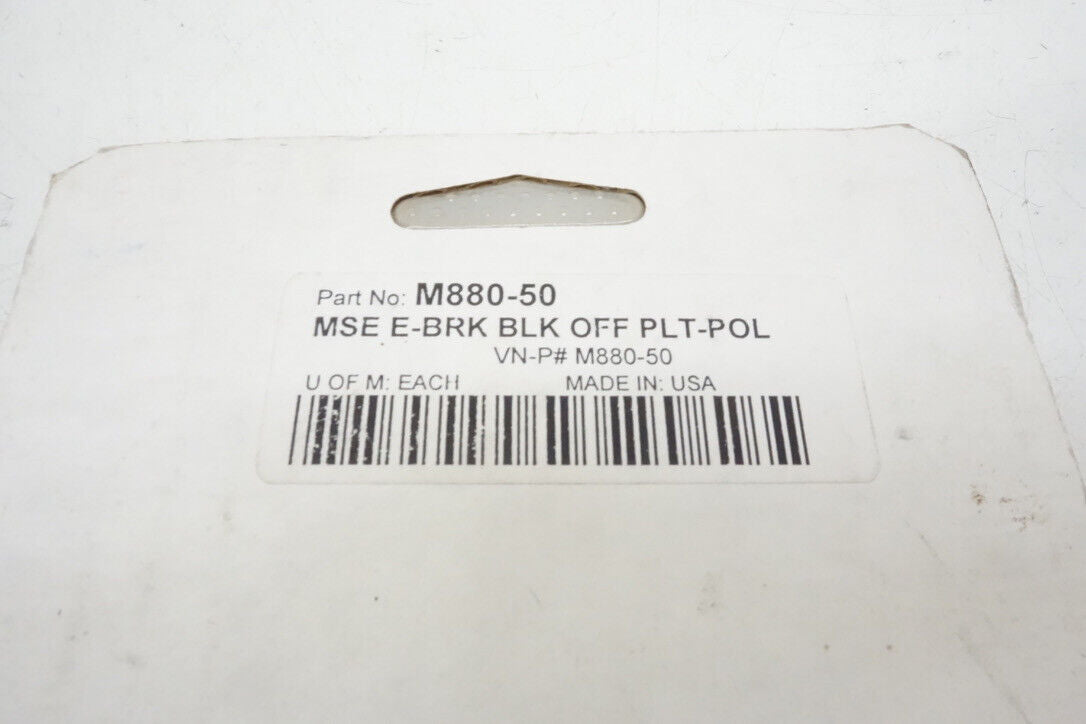 Part No: M880-50
MSE E-BRK BLK OFF PLT-POL
VN-P# M880-50
U OF M: EACH MADE IN: USA